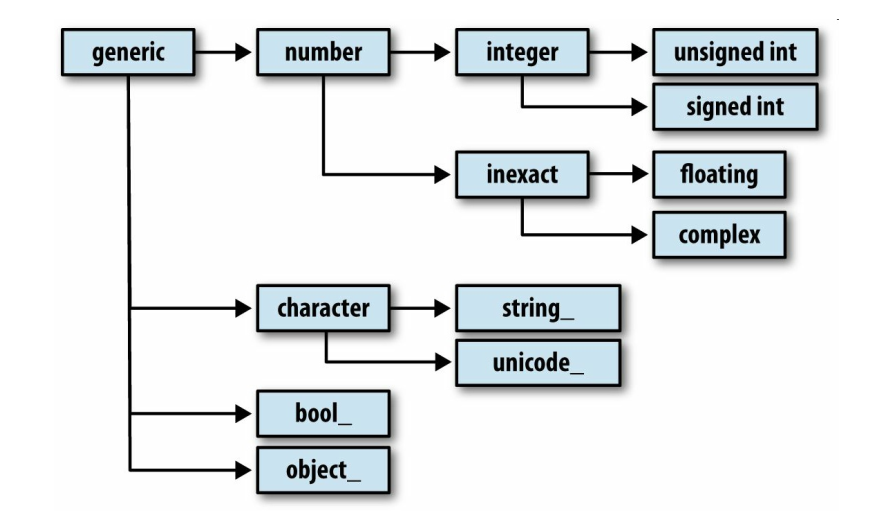 generic
number
integer
unsigned int
signed int
inexact
floating
complex
character
string_
unicode_
bool_
object_